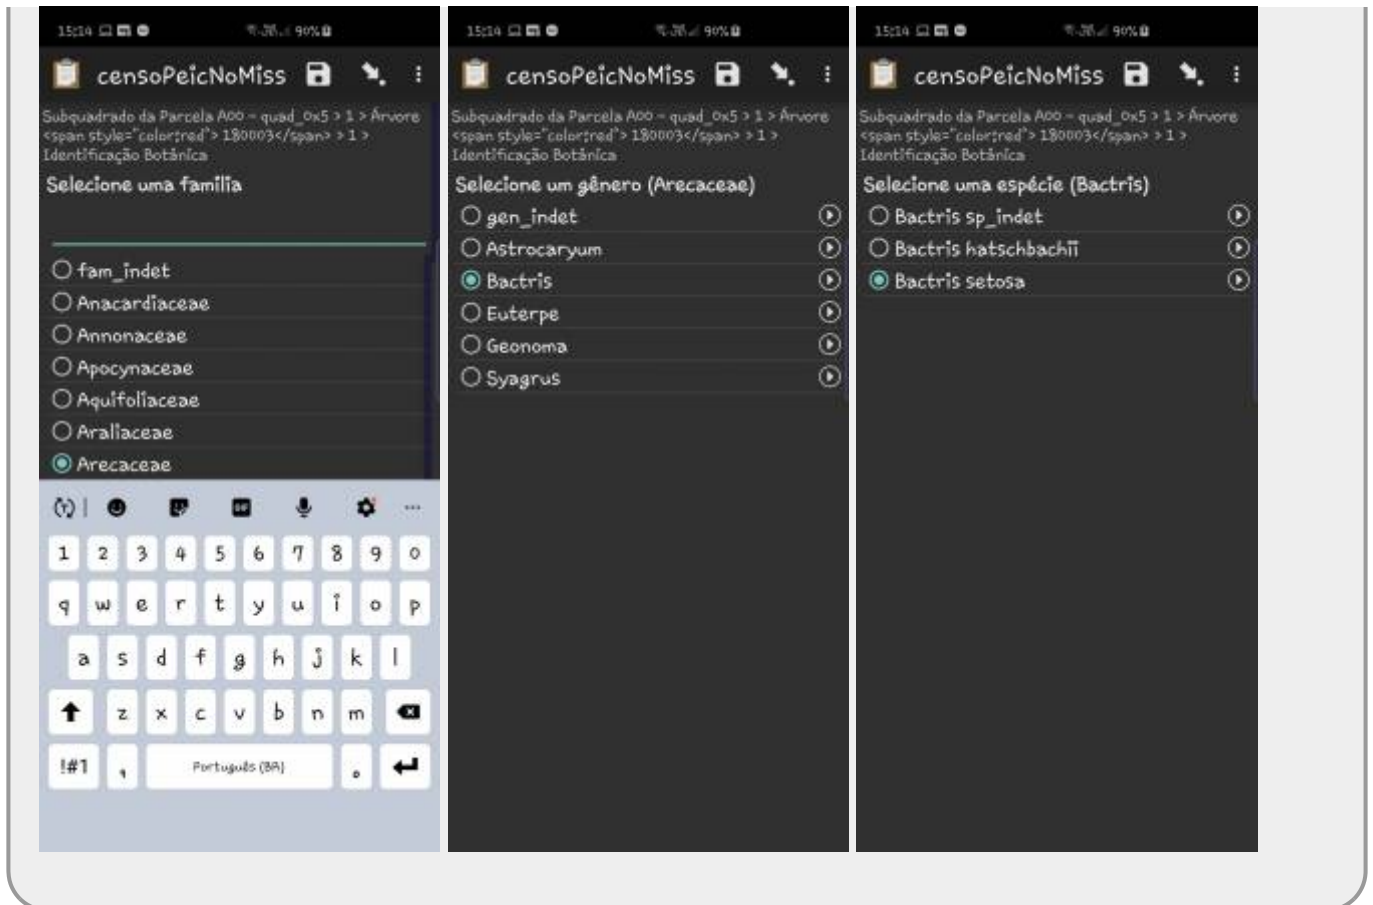 15:14 90%
censoPeicNoMiss
Subquadrado da Parcela A00 - quad_0x5 > 1 > Árvore
<span style="color:red"> 180003</span> > 1 >
Identificação Botânica
Selecione uma família
fam_indet
Anacardiaceae
Annonaceae
Apocynaceae
Aquifoliaceae
Araliaceae
Arecaceae
GIF
1 2 3 4 5 6 7 8 9 0
q w e r t y u i o p
a s d f g h j k l
z x c v b n m
!#1 , Português (BR) .
15:14 90%
censoPeicNoMiss
Subquadrado da Parcela A00 - quad_0x5 > 1 > Árvore
<span style="color:red"> 180003</span> > 1 >
Identificação Botânica
Selecione um gênero (Arecaceae)
gen_indet
Astrocaryum
Bactris
Euterpe
Geonoma
Syagrus
15:14 90%
censoPeicNoMiss
Subquadrado da Parcela A00 - quad_0x5 > 1 > Árvore
<span style="color:red"> 180003</span> > 1 >
Identificação Botânica
Selecione uma espécie (Bactris)
Bactris sp_indet
Bactris hatschbachii
Bactris setosa